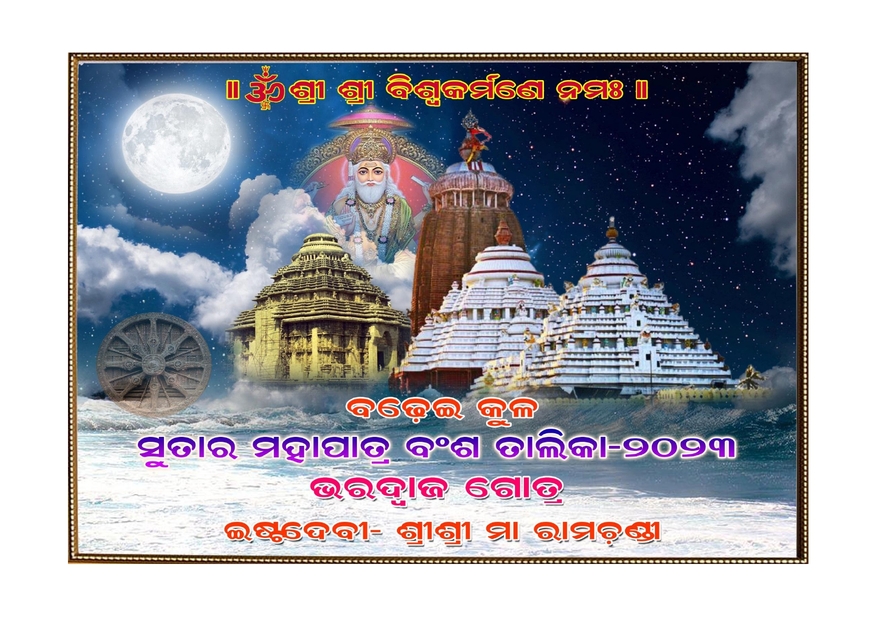 ॥ ଓଁ ଶ୍ରୀ ଶ୍ରୀ ବିଶ୍ୱକର୍ମଣେ ନମଃ ॥
ବଢ଼େଇ କୁଳ
ସୁତାର ମହାପାତ୍ର ବଂଶ ତାଲିକା-୨୦୨୩
ଭରଦ୍ୱାଜ ଗୋତ୍ର
ଇଷ୍ଟଦେବୀ- ଶ୍ରୀଶ୍ରୀ ମା ରାମଚଣ୍ଡୀ